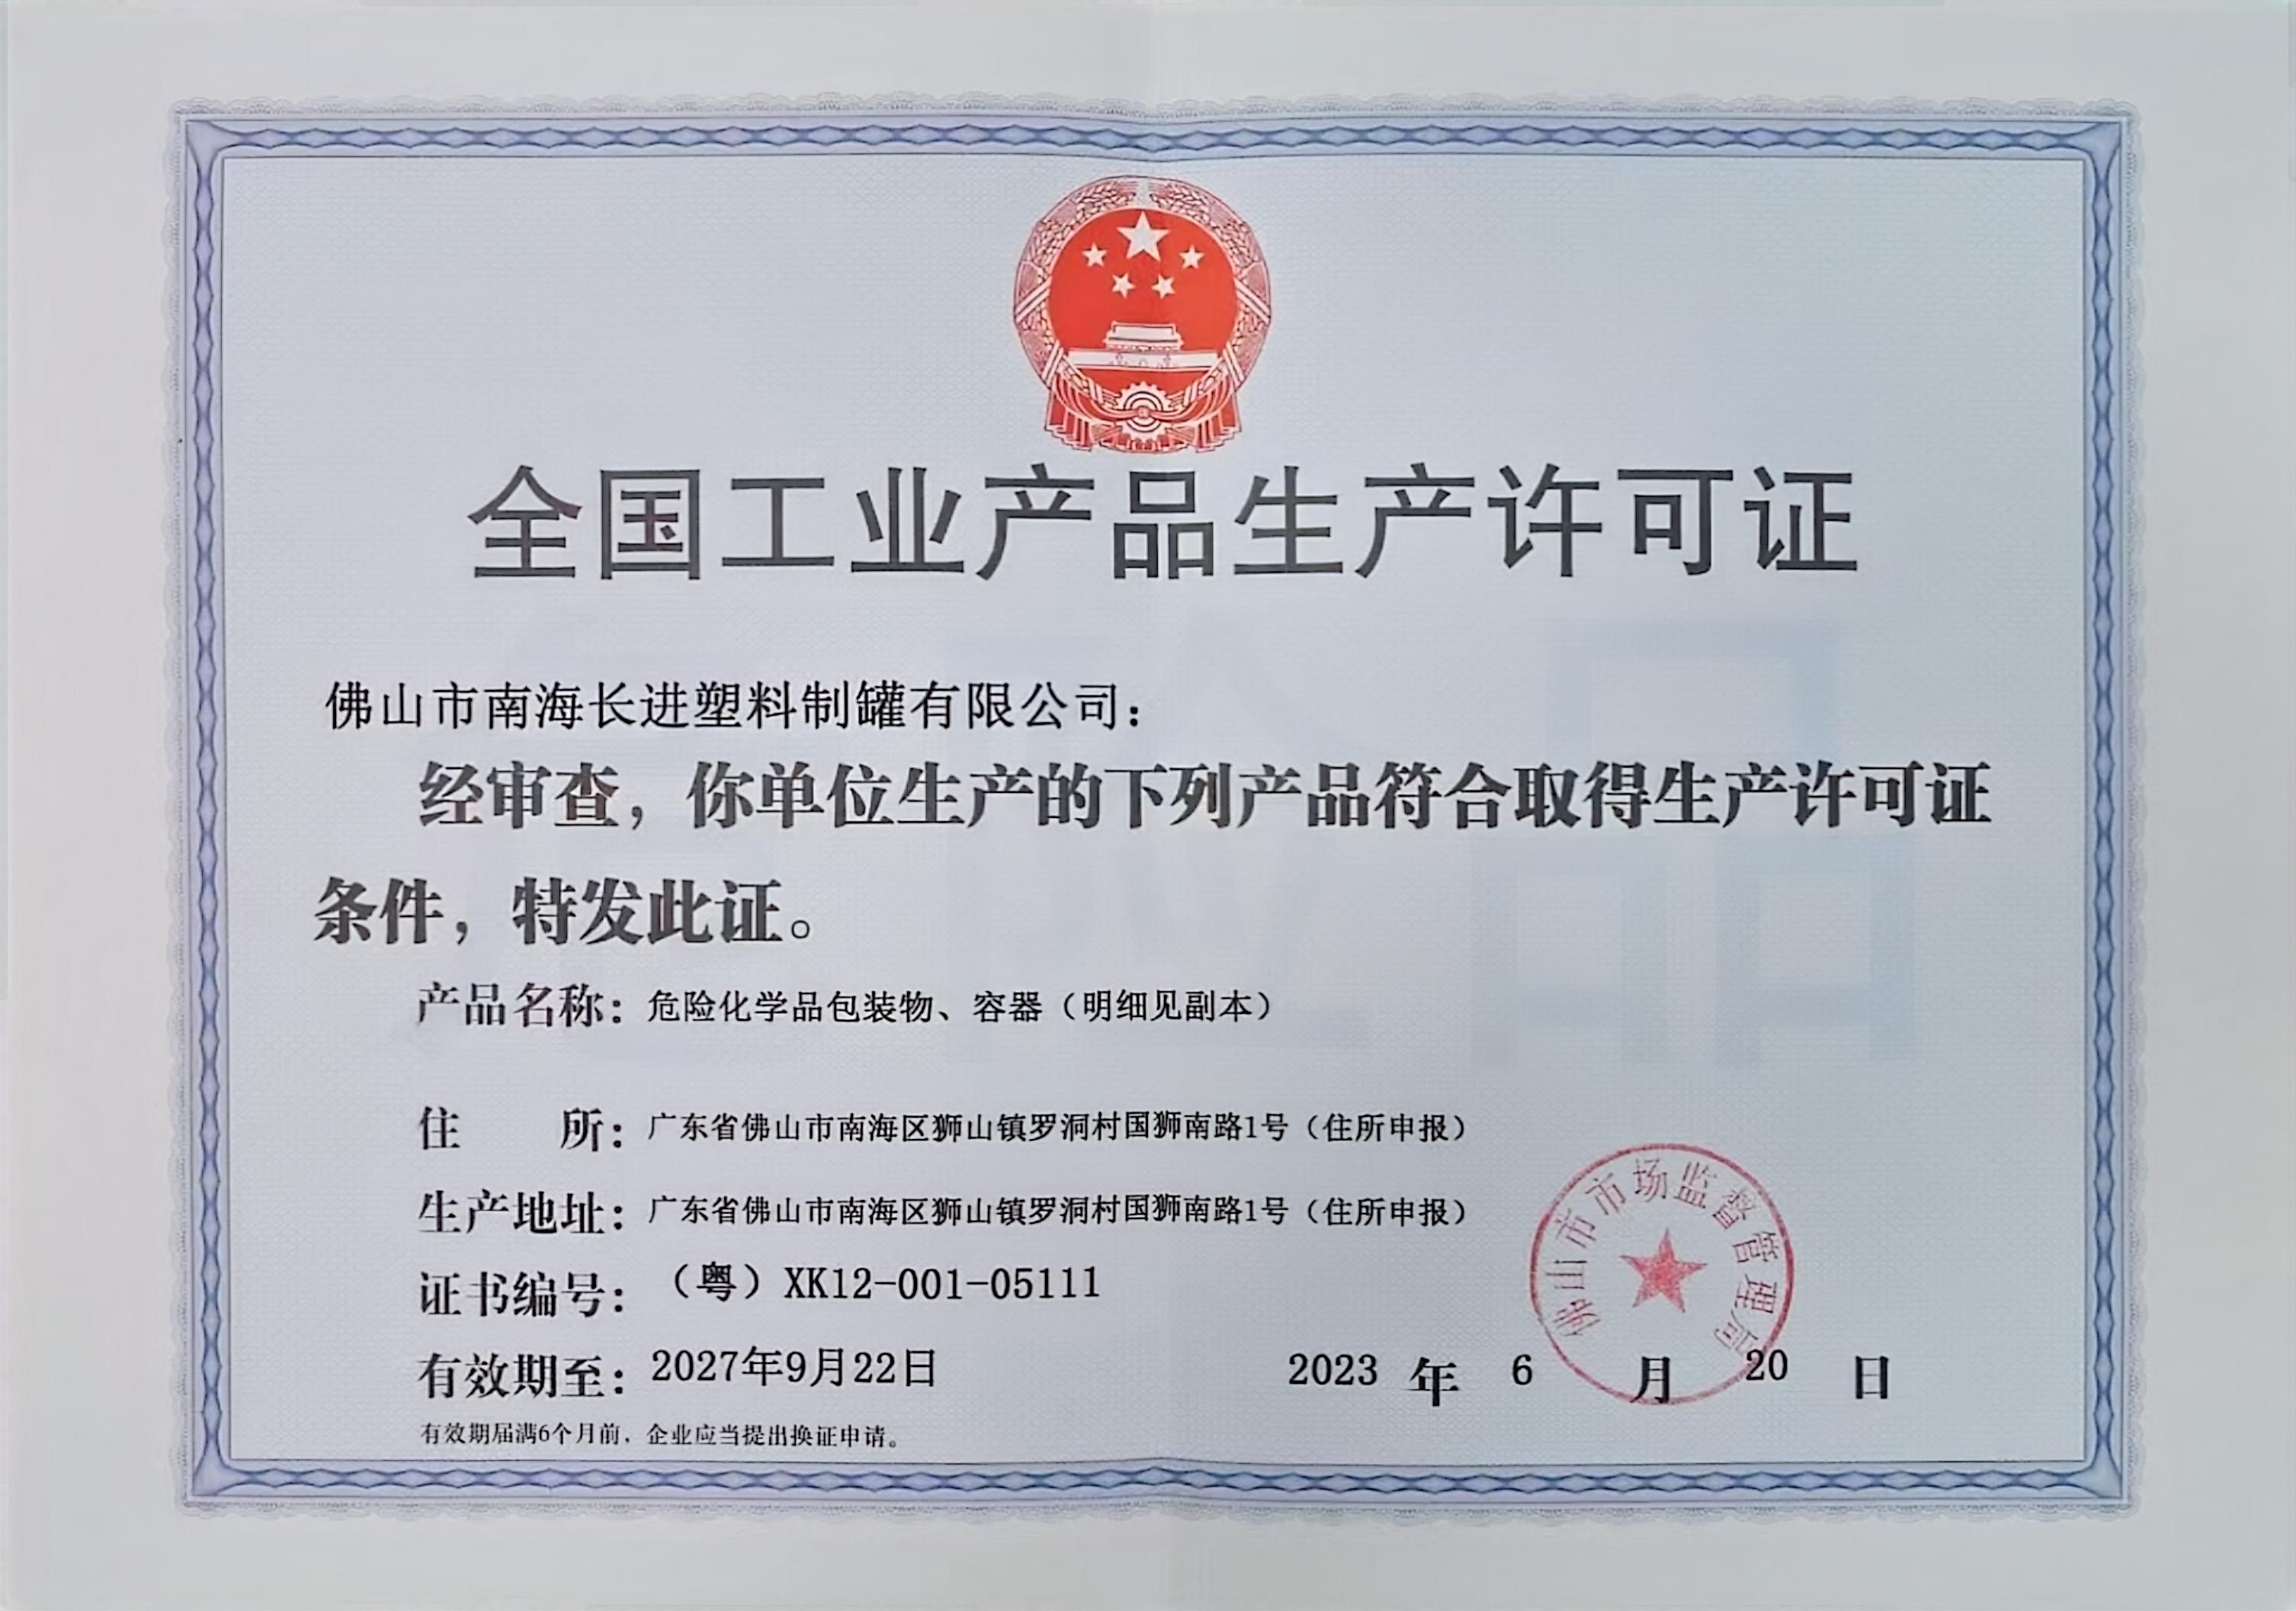 全国工业产品生产许可证
佛山市南海长进塑料制罐有限公司：
经审查，你单位生产的下列产品符合取得生产许可证
条件，特发此证。
产品名称：危险化学品包装物、容器（明细见副本）
住 所：广东省佛山市南海区狮山镇罗洞村国狮南路1号（住所申报）
生产地址：广东省佛山市南海区狮山镇罗洞村国狮南路1号（住所申报）
证书编号：（粤）XK12-001-05111
有效期至：2027年9月22日
2023 年 6 月 20 日
有效期届满6个月前，企业应当提出换证申请。
佛山市市场监督管理局
危险品